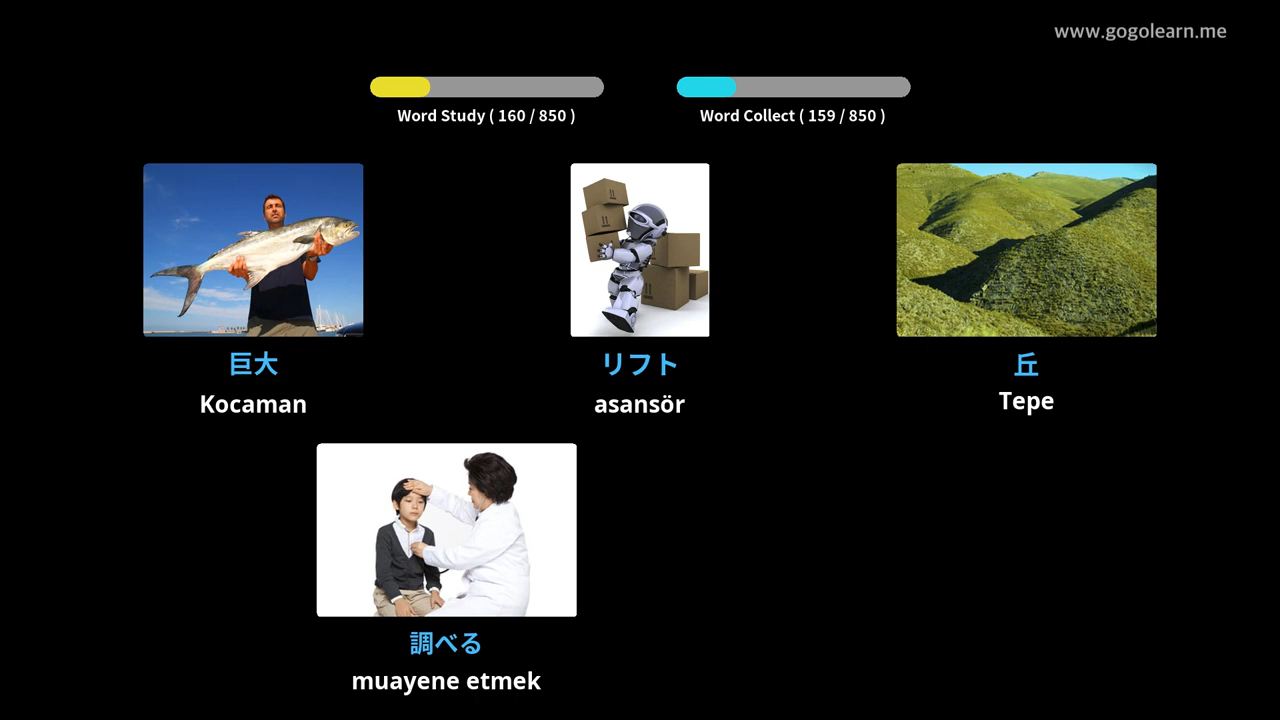 www.gogolearn.me
Word Study ( 160 / 850 )
Word Collect ( 159 / 850 )
巨大
Kocaman
リフト
asansör
丘
Tepe
調べる
muayene etmek